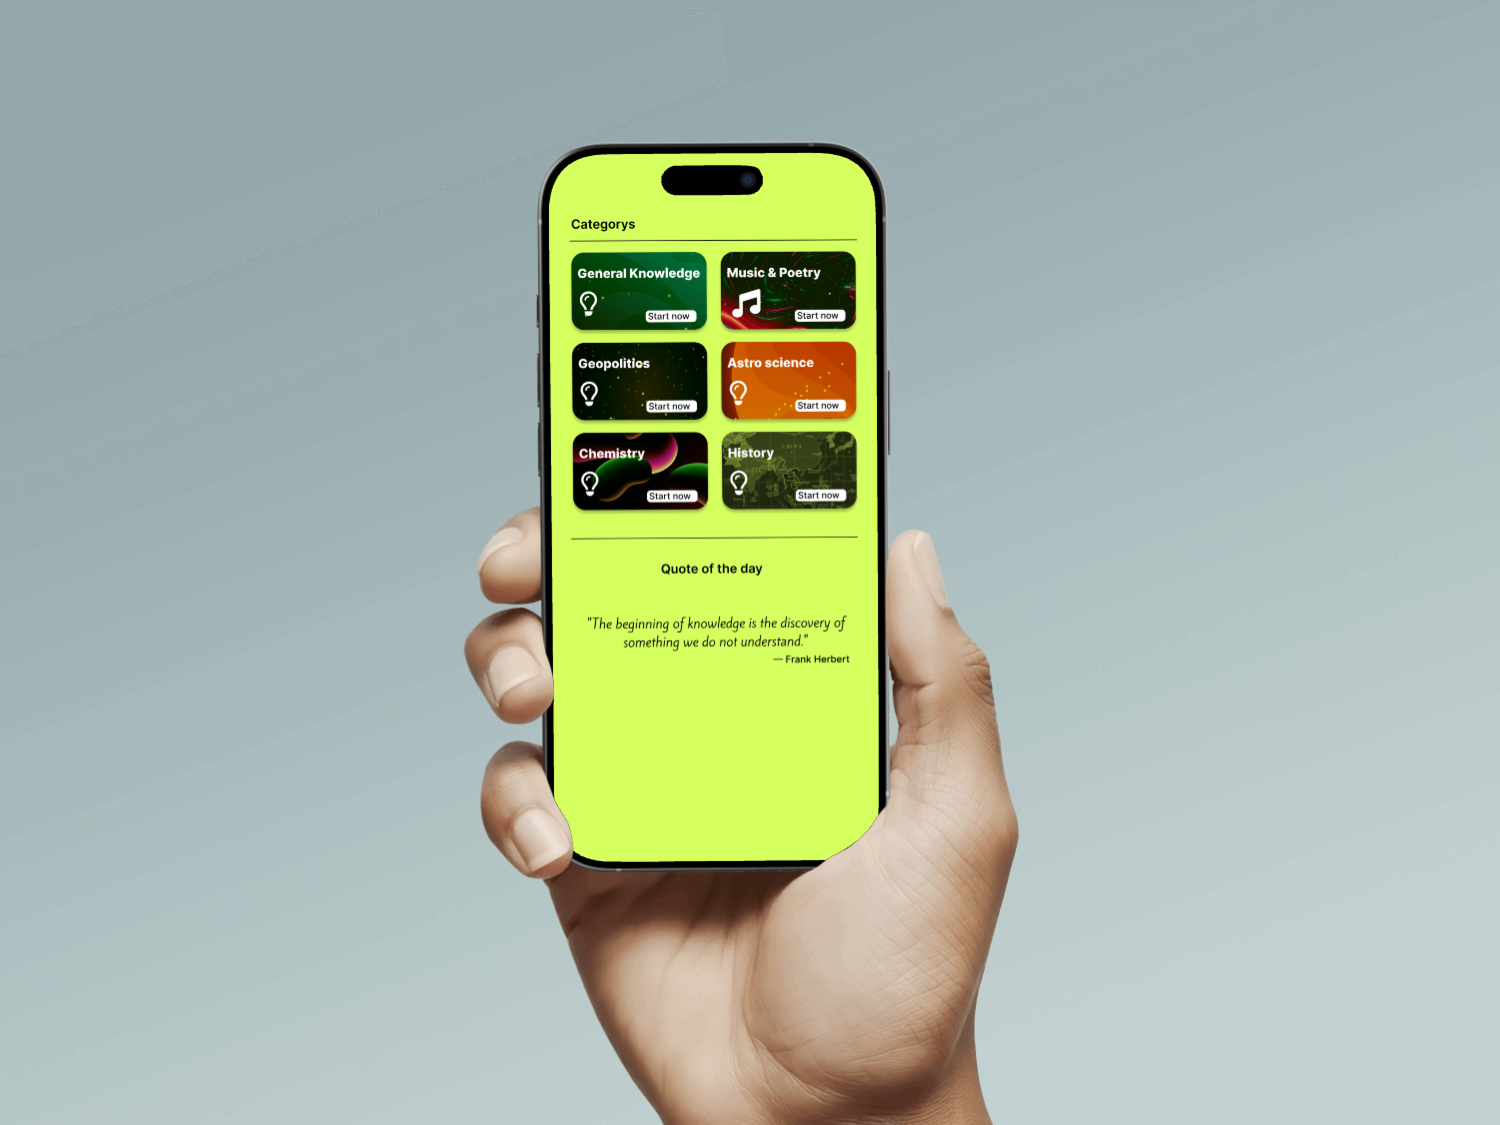 Categorys
General Knowledge
Start now
Music & Poetry
Start now
Geopolitics
Start now
Astro science
Start now
Chemistry
Start now
History
Start now
Quote of the day
"The beginning of knowledge is the discovery of
something we do not understand."
— Frank Herbert